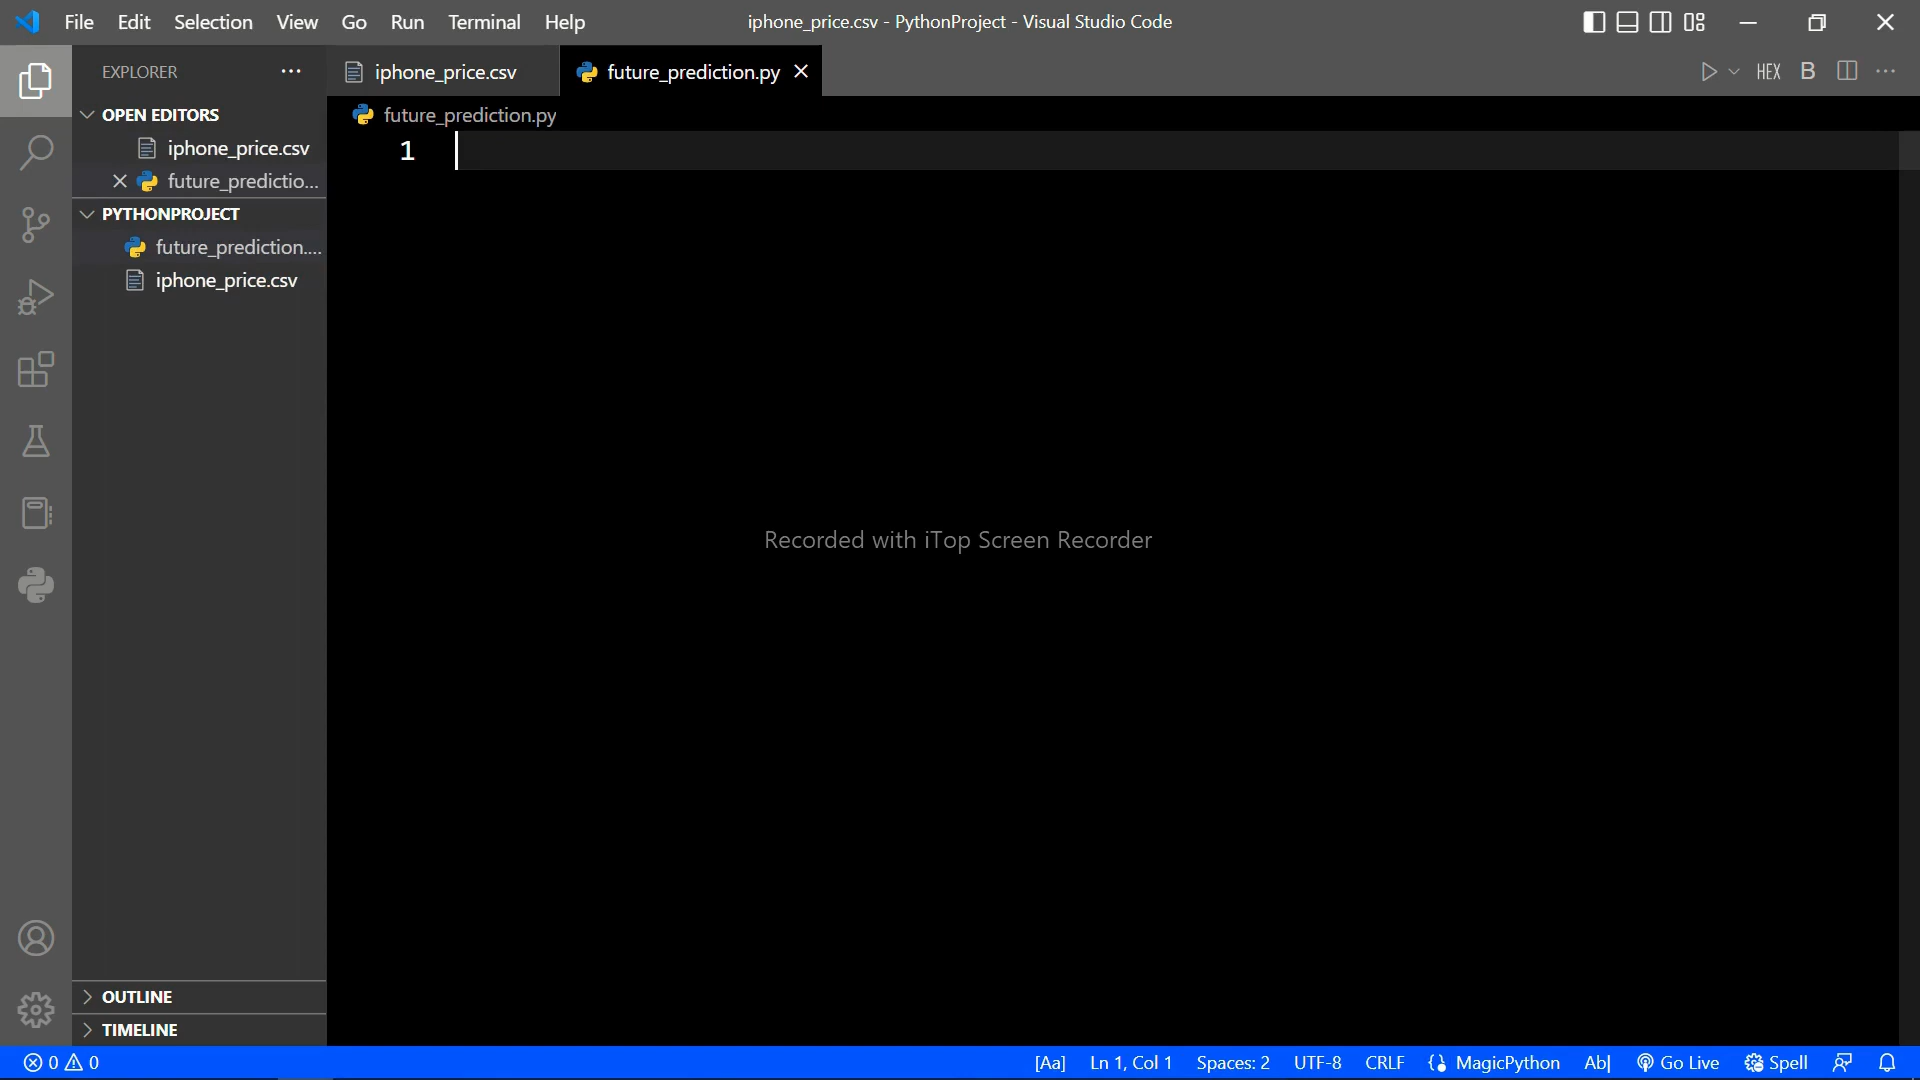 File Edit Selection View Go Run Terminal Help
iphone_price.csv - PythonProject - Visual Studio Code
EXPLORER
OPEN EDITORS
iphone_price.csv
future_predictio...
PYTHONPROJECT
future_prediction....
iphone_price.csv
OUTLINE
TIMELINE
iphone_price.csv
future_prediction.py
HEX B
future_prediction.py
1
Recorded with iTop Screen Recorder
0 0
[Aa] Ln 1, Col 1 Spaces: 2 UTF-8 CRLF MagicPython Ab| Go Live Spell